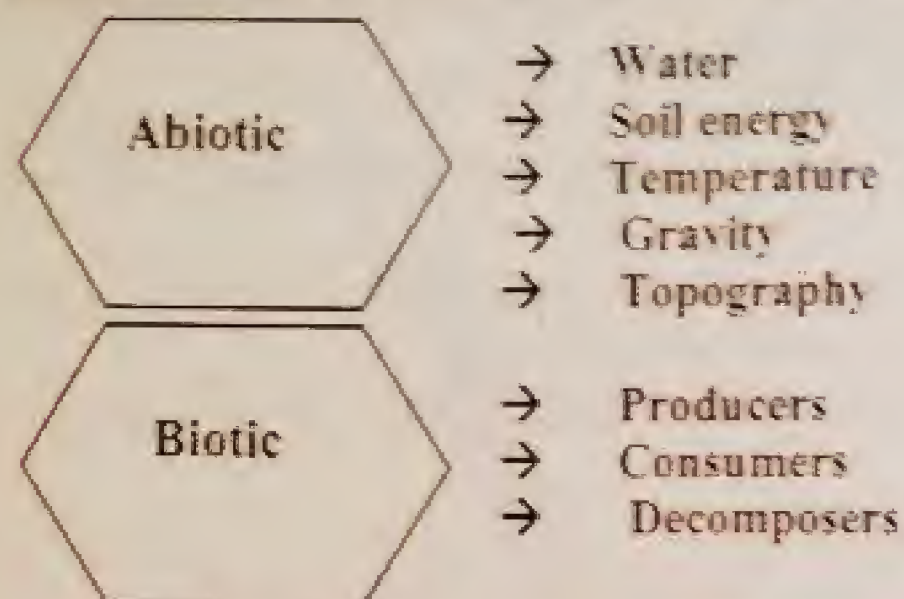 Abiotic
→ Water
→ Soil energy
→ Temperature
→ Gravity
→ Topography
Biotic
→ Producers
→ Consumers
→ Decomposers